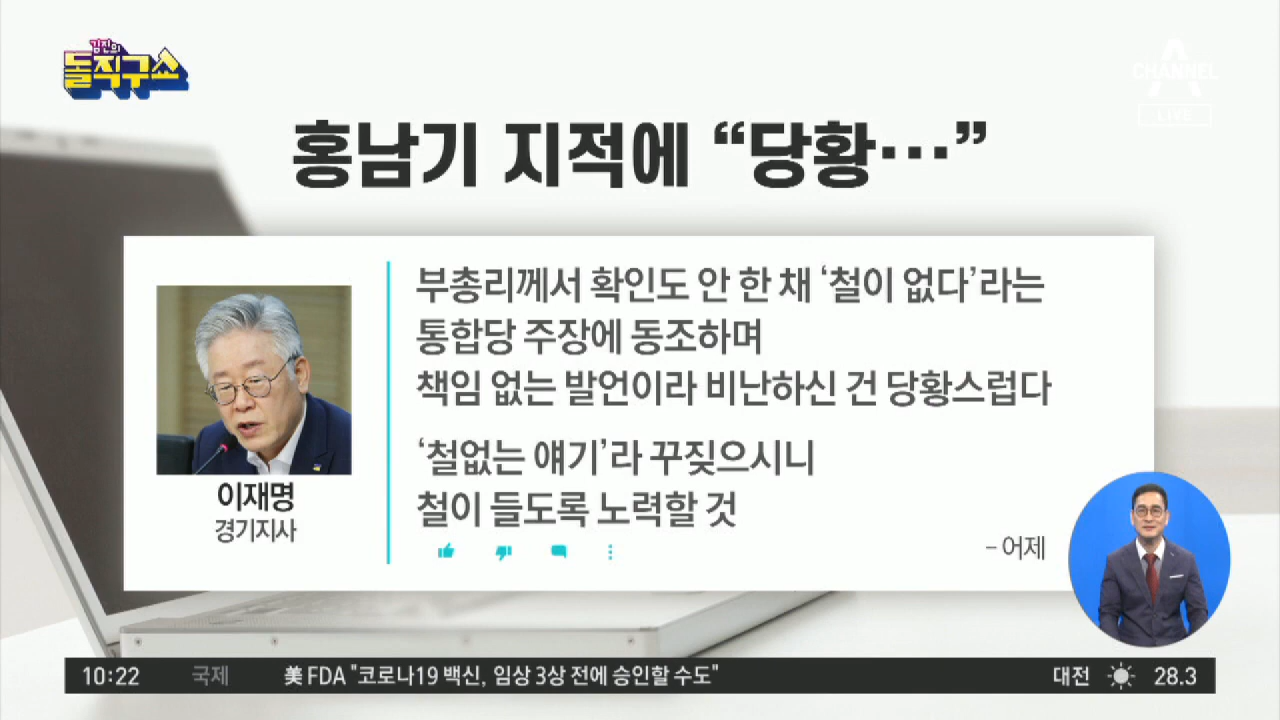 김진의
돌직구쇼
CHANNEL
LIVE
홍남기 지적에 “당황…”
부총리께서 확인도 안 한 채 ‘철이 없다’라는
통합당 주장에 동조하며
책임 없는 발언이라 비난하신 건 당황스럽다
‘철없는 얘기’라 꾸짖으시니
철이 들도록 노력할 것
- 어제
이재명
경기지사
10:22 국제 美 FDA "코로나19 백신, 임상 3상 전에 승인할 수도" 대전 28.3